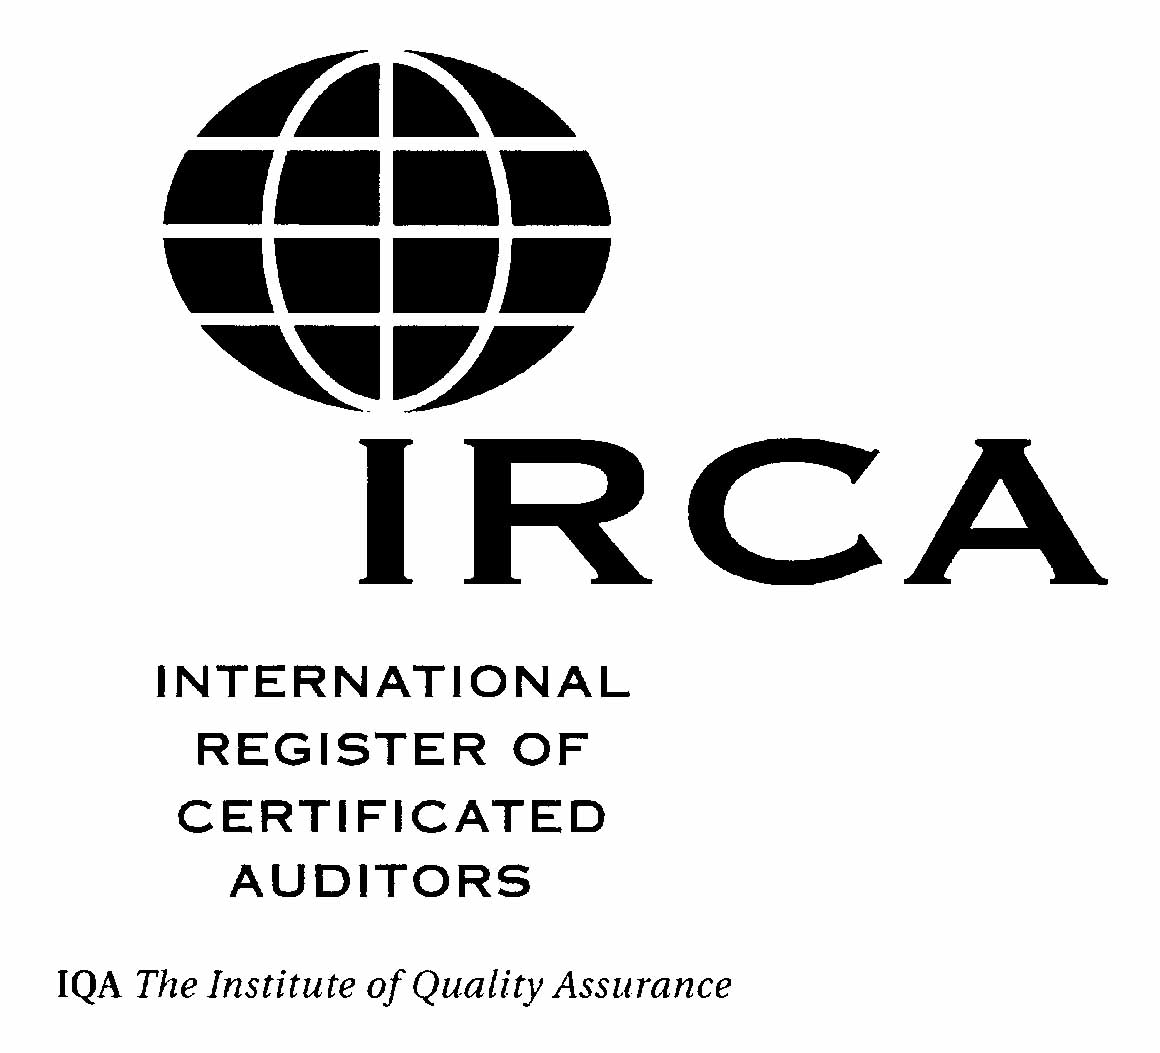 IRCA
INTERNATIONAL
REGISTER OF
CERTIFICATED
AUDITORS
IQA The Institute of Quality Assurance